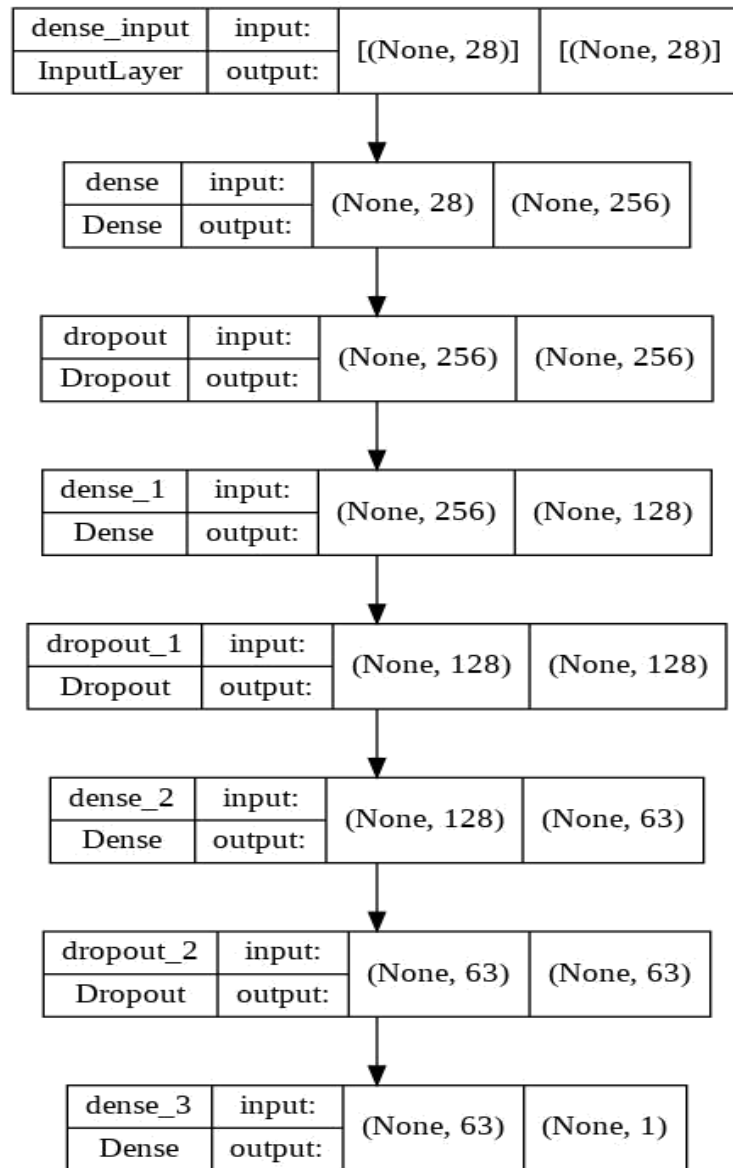 dense_input input: [(None, 28)] [(None, 28)]
InputLayer output:
dense input: (None, 28) (None, 256)
Dense output:
dropout input: (None, 256) (None, 256)
Dropout output:
dense_1 input: (None, 256) (None, 128)
Dense output:
dropout_1 input: (None, 128) (None, 128)
Dropout output:
dense_2 input: (None, 128) (None, 63)
Dense output:
dropout_2 input: (None, 63) (None, 63)
Dropout output:
dense_3 input: (None, 63) (None, 1)
Dense output: